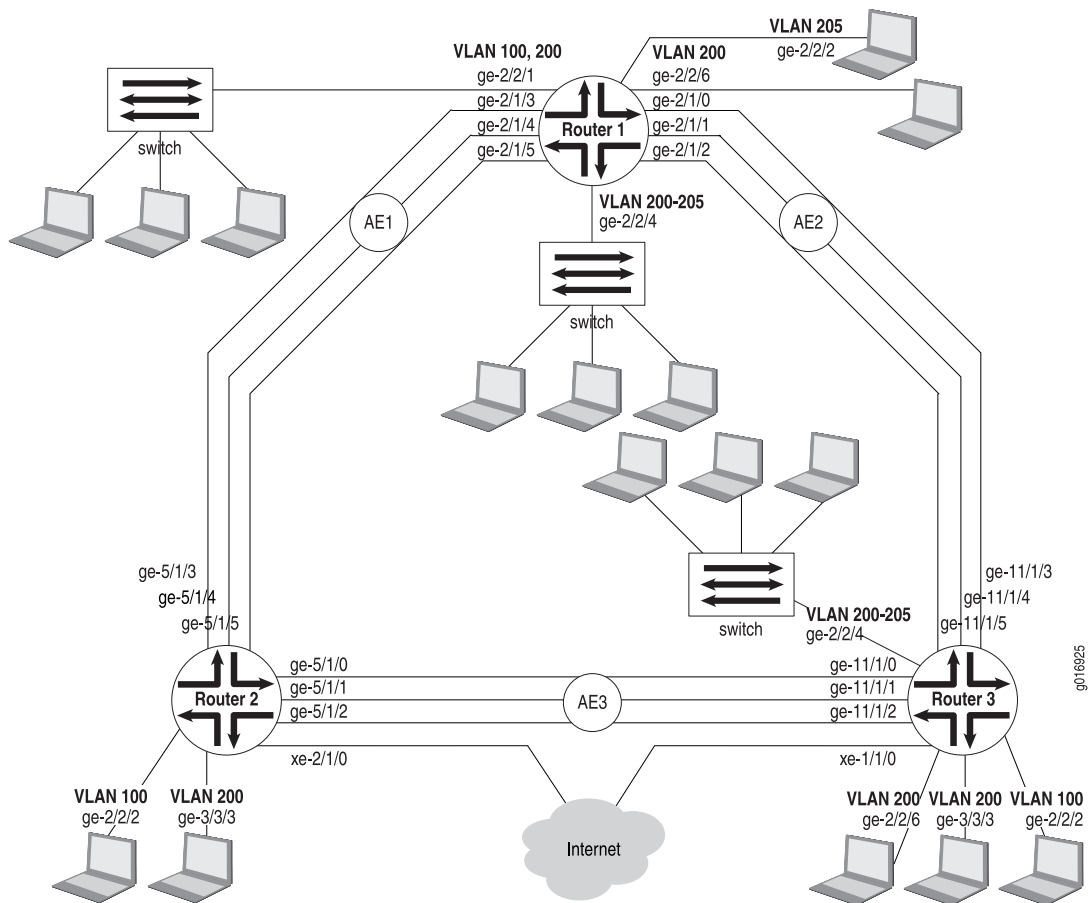 VLAN 205
ge-2/2/2
VLAN 100, 200
ge-2/2/1
ge-2/1/3
ge-2/1/4
ge-2/1/5
VLAN 200
ge-2/2/6
ge-2/1/0
ge-2/1/1
ge-2/1/2
Router 1
switch
VLAN 200-205
ge-2/2/4
AE1
AE2
switch
ge-5/1/3
ge-5/1/4
ge-5/1/5
switch
VLAN 200-205
ge-2/2/4
ge-11/1/3
ge-11/1/4
ge-11/1/5
Router 2
ge-5/1/0
ge-5/1/1
ge-5/1/2
xe-2/1/0
AE3
ge-11/1/0
ge-11/1/1
ge-11/1/2
xe-1/1/0
Router 3
g016925
VLAN 100
ge-2/2/2
VLAN 200
ge-3/3/3
Internet
VLAN 200
ge-2/2/6
VLAN 200
ge-3/3/3
VLAN 100
ge-2/2/2